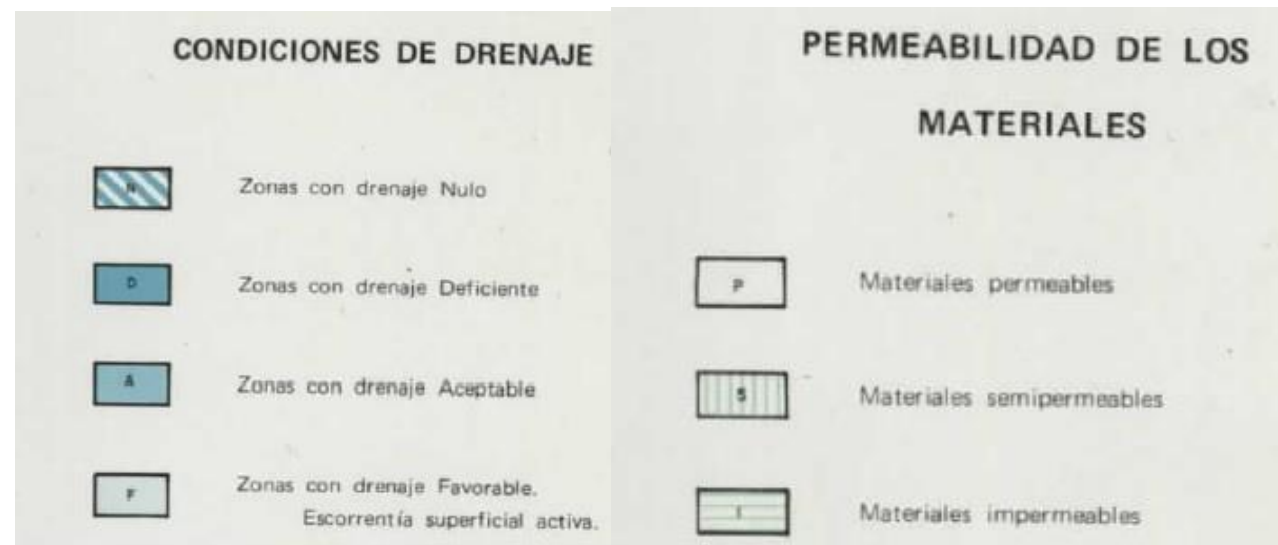 CONDICIONES DE DRENAJE
N
Zonas con drenaje Nulo
D
Zonas con drenaje Deficiente
A
Zonas con drenaje Aceptable
F
Zonas con drenaje Favorable.
Escorrentía superficial activa.
PERMEABILIDAD DE LOS
MATERIALES
P
Materiales permeables
S
Materiales semipermeables
I
Materiales impermeables